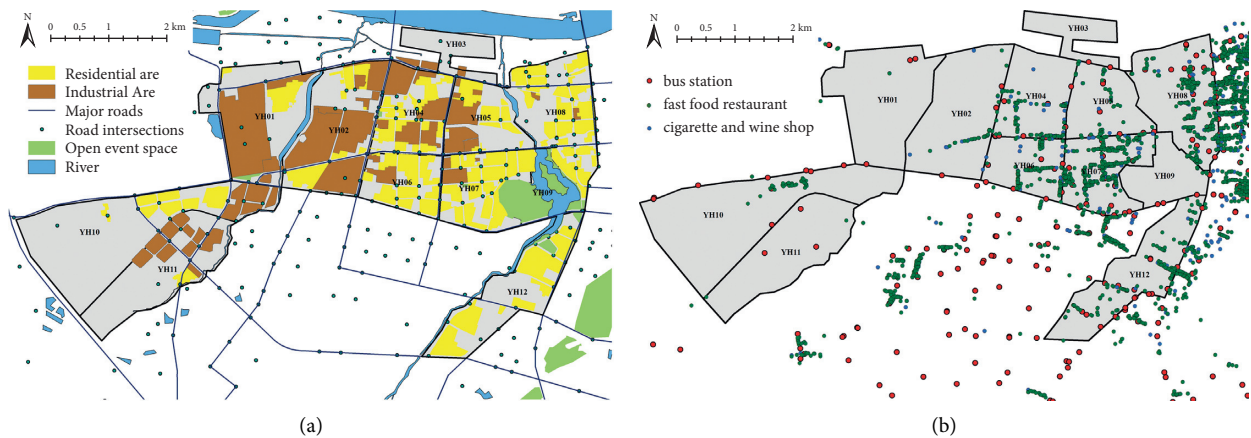 N
0 0.5 1 2 km
Residential are
Industrial Are
Major roads
Road intersections
Open event space
River
YH03
YH01
YH02
YH04
YH05
YH08
YH06
YH07
YH09
YH10
YH11
YH12
(a)
N
0 0.5 1 2 km
bus station
fast food restaurant
cigarette and wine shop
YH03
YH01
YH02
YH04
YH05
YH08
YH06
YH07
YH09
YH10
YH11
YH12
(b)